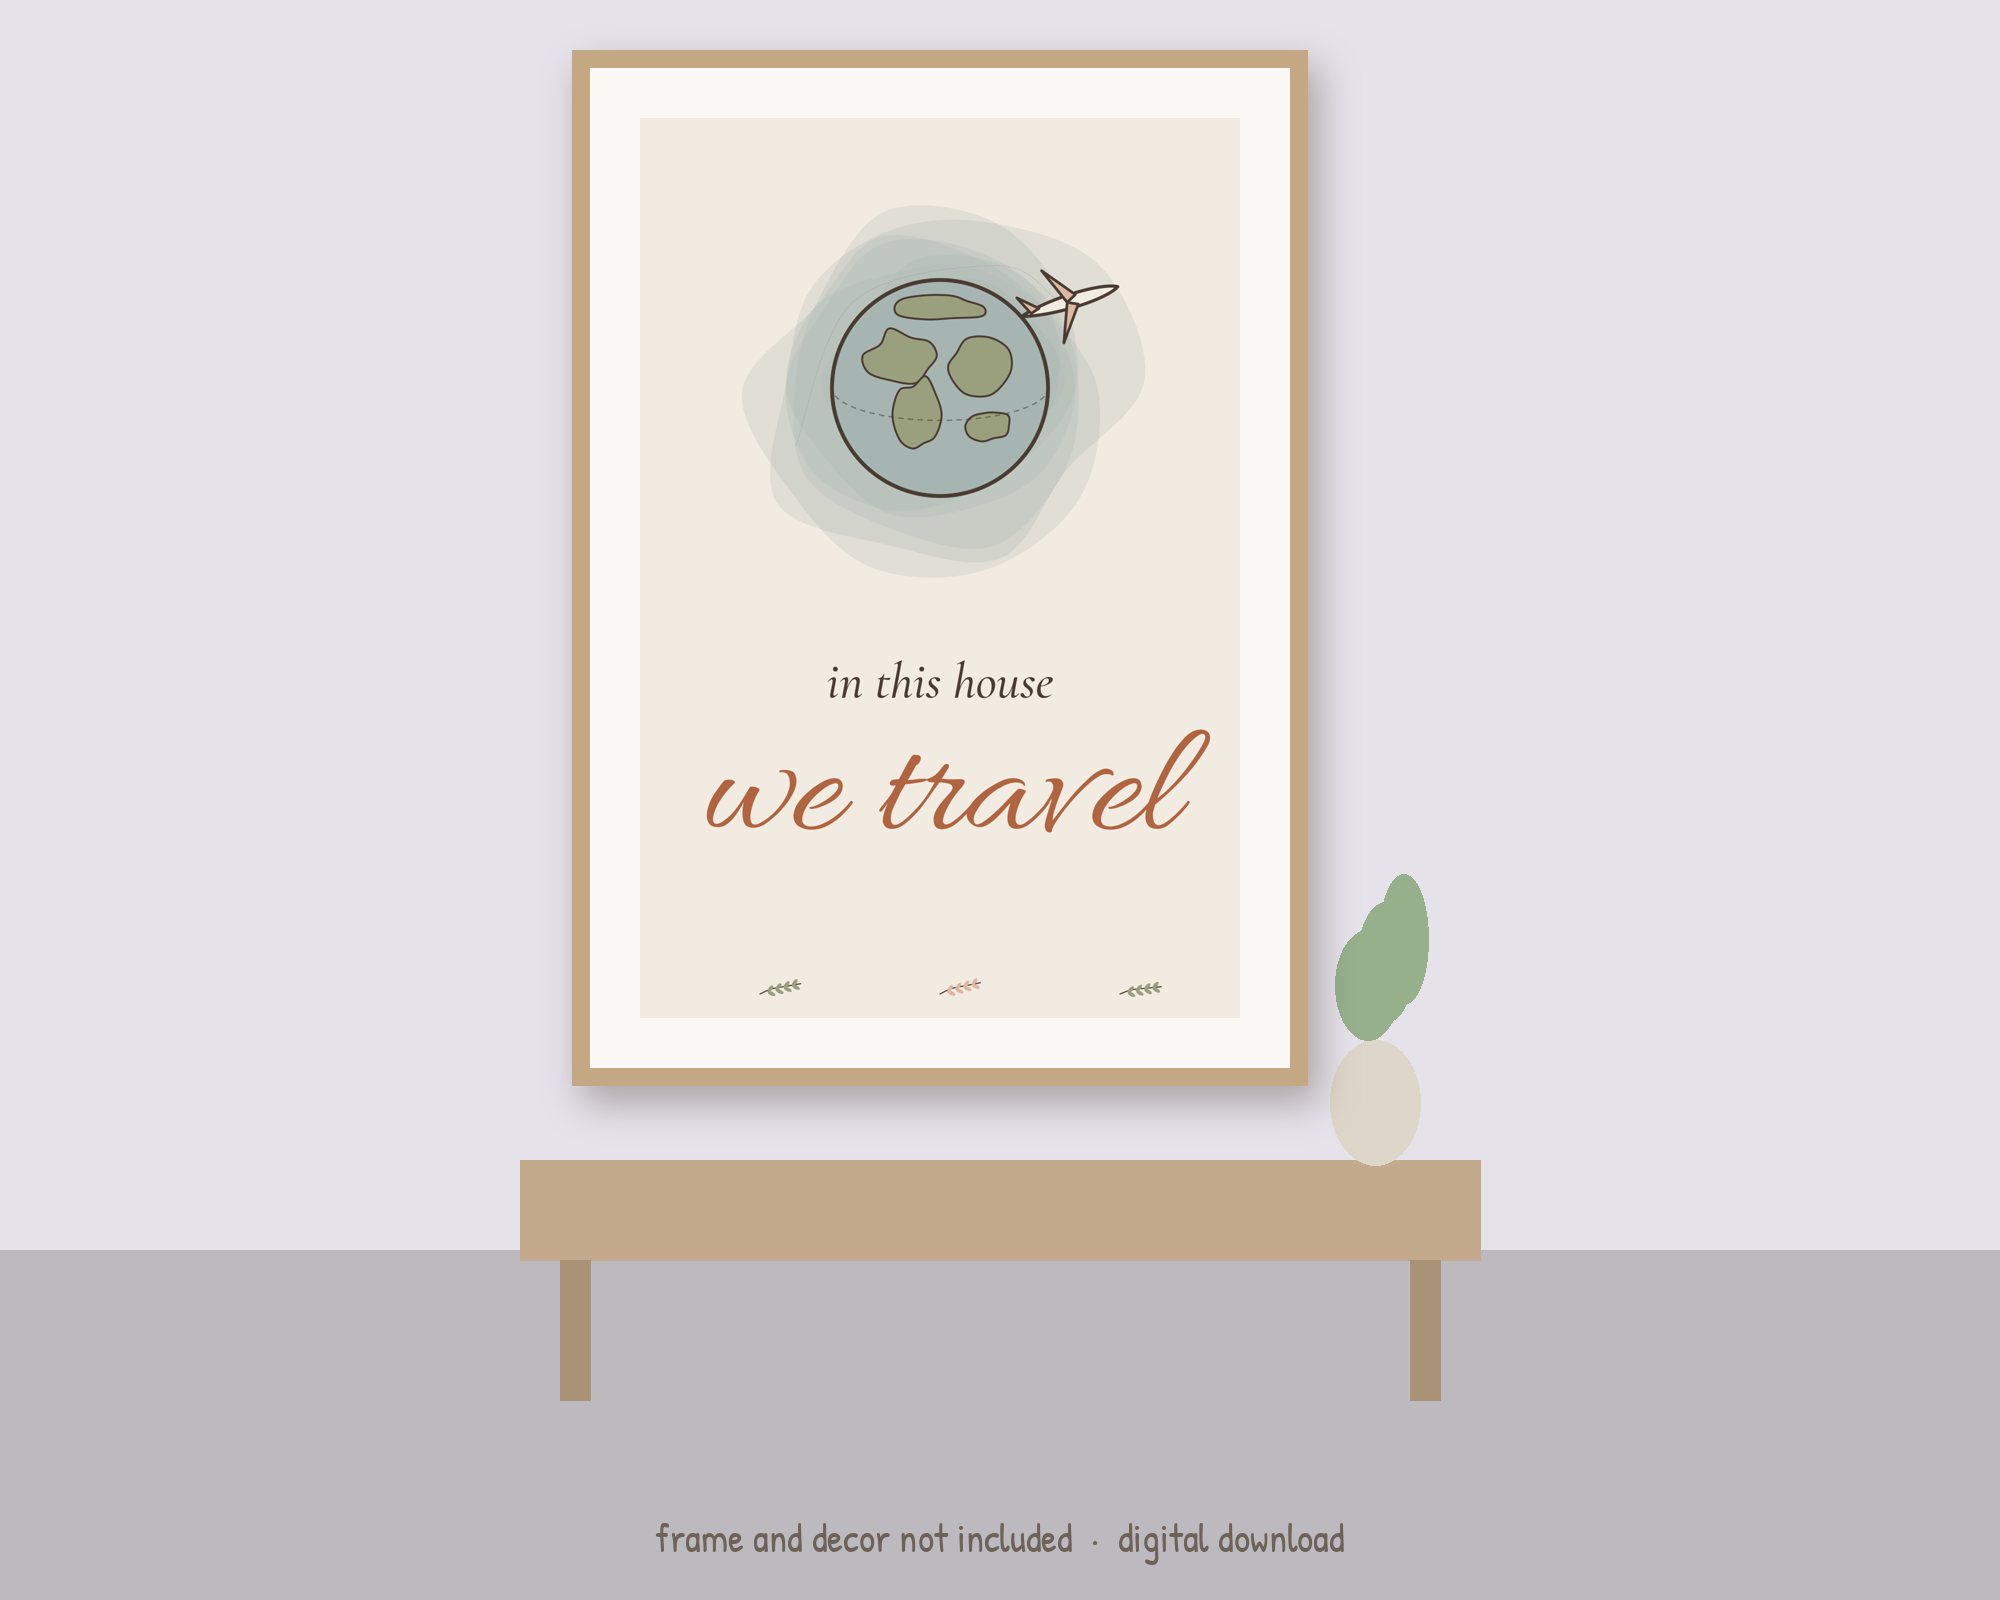 in this house
we travel
frame and decor not included · digital download